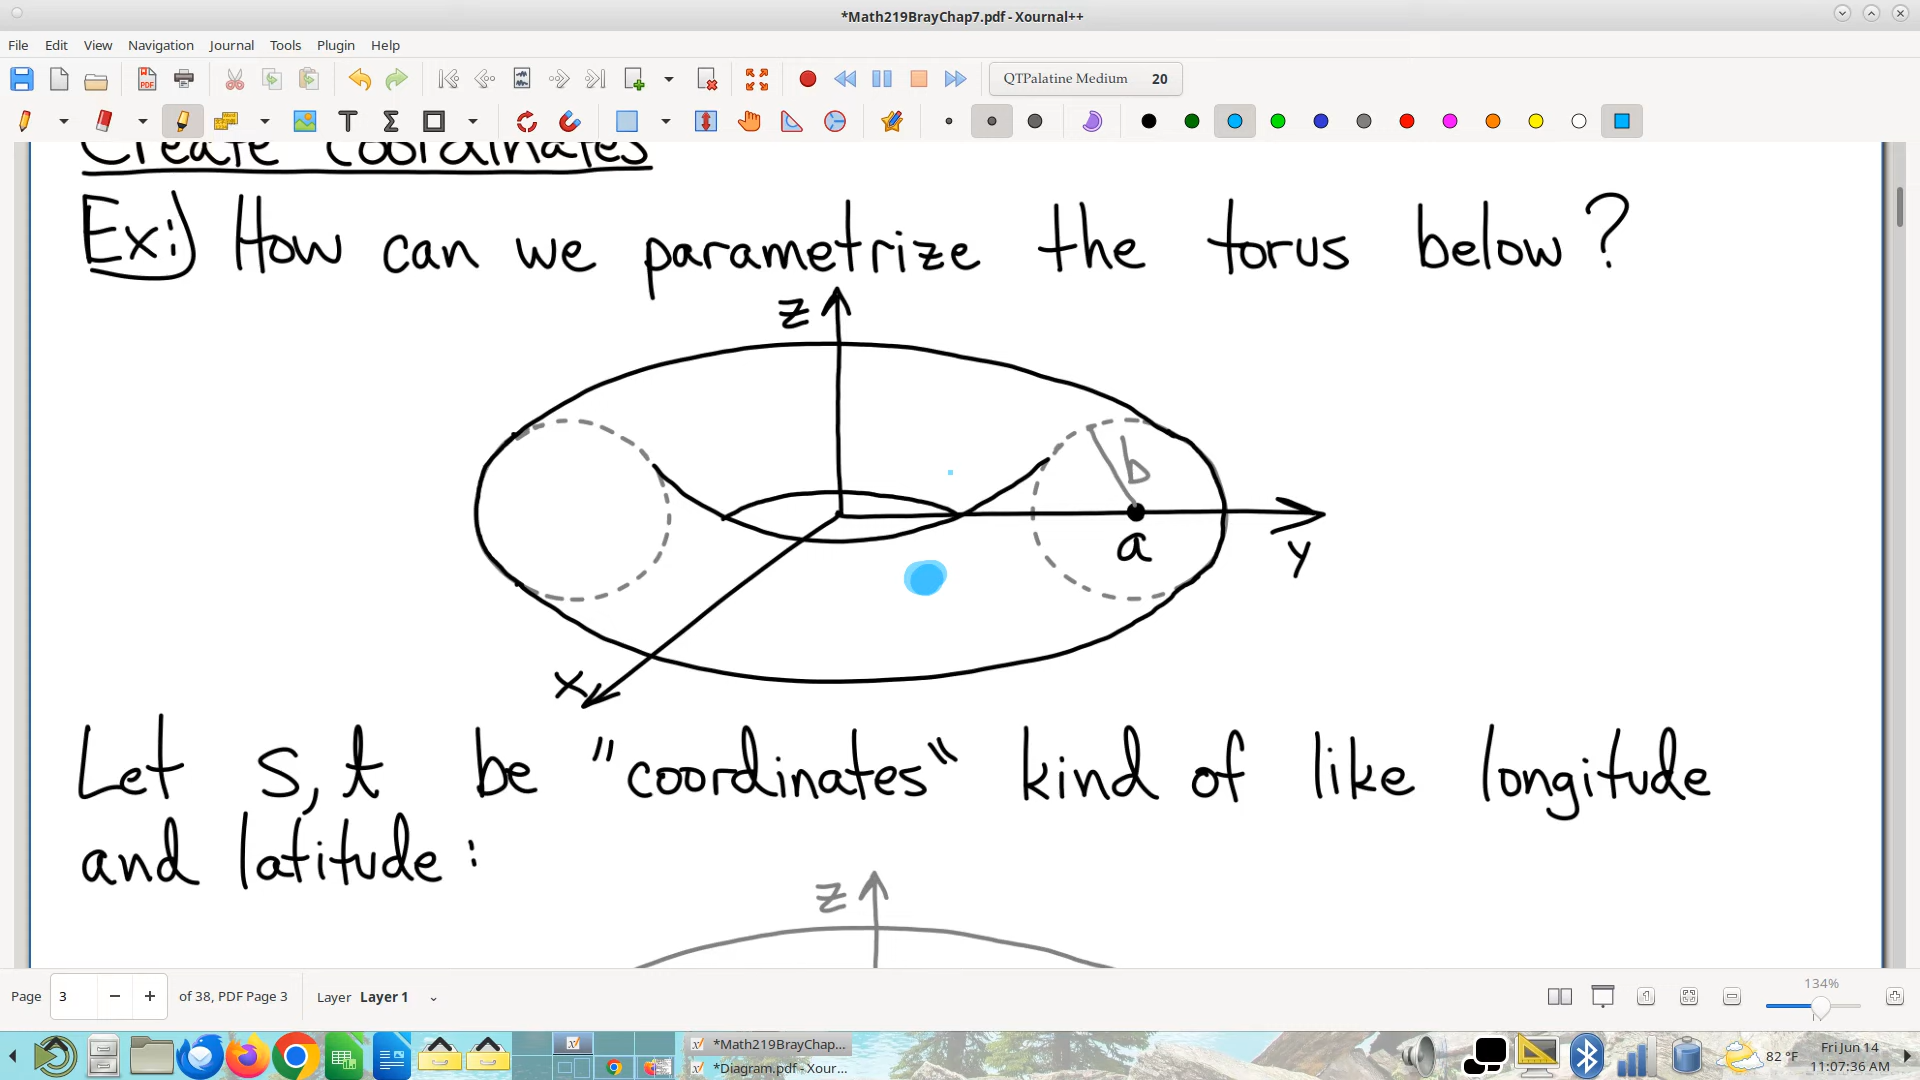 *Math219BrayChap7.pdf - Xournal++
File Edit View Navigation Journal Tools Plugin Help
QTPalatine Medium 20
Create Coordinates
Ex:) How can we parametrize the torus below?
z
b
a
y
x
Let s,t be "coordinates" kind of like longitude
and latitude:
z
Page 3 of 38, PDF Page 3 Layer Layer 1 134%
*Math219BrayChap...
*Diagram.pdf - Xour...
82 °F
Fri Jun 14
11:07:36 AM